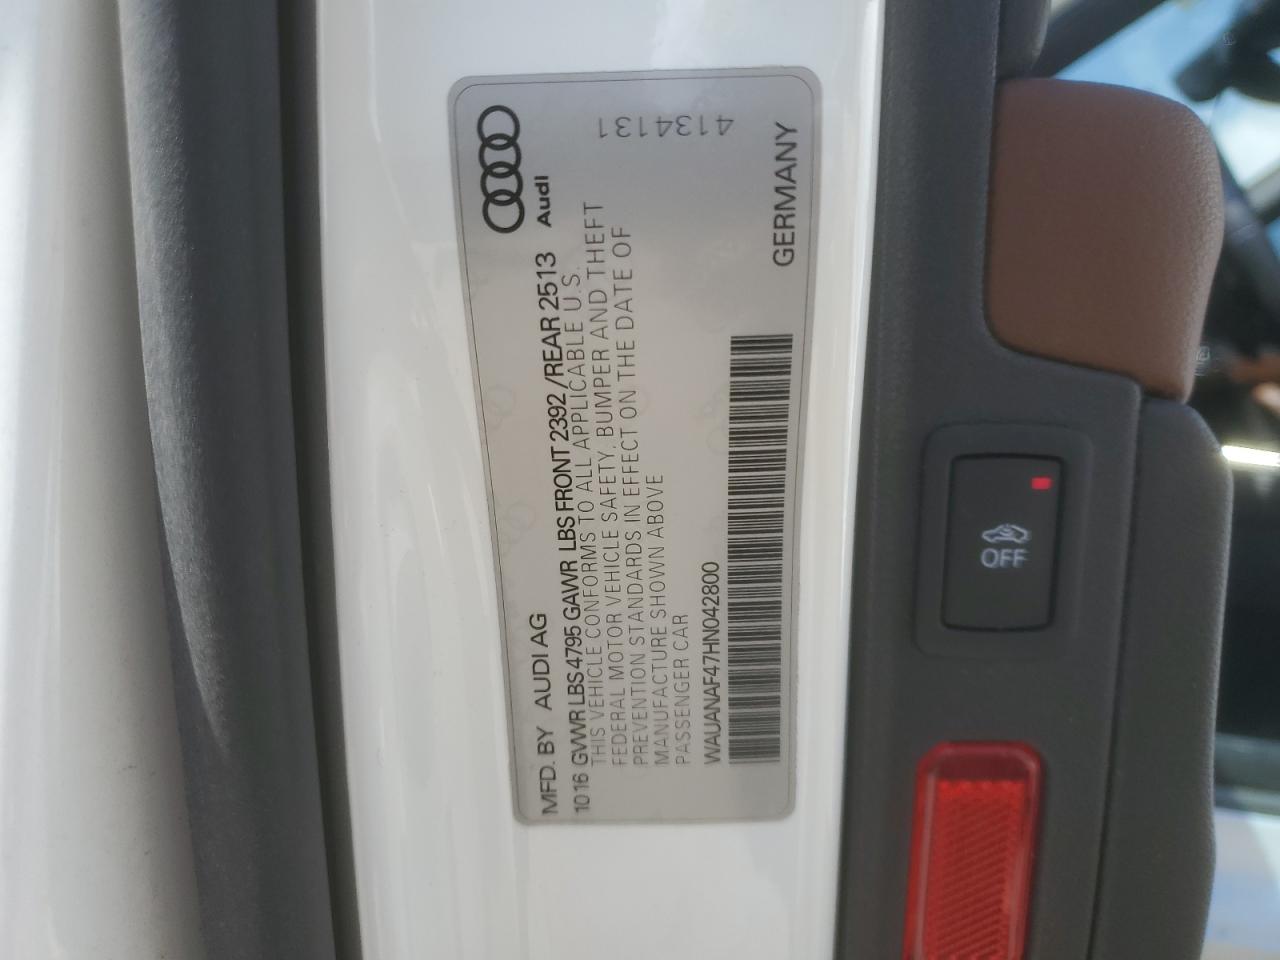 MFD. BY AUDI AG
Audi
1016 GVWR LBS 4795 GAWR LBS FRONT 2392 / REAR 2513
THIS VEHICLE CONFORMS TO ALL APPLICABLE U.S.
FEDERAL MOTOR VEHICLE SAFETY, BUMPER AND THEFT
PREVENTION STANDARDS IN EFFECT ON THE DATE OF
MANUFACTURE SHOWN ABOVE
PASSENGER CAR
WAUANAF47HN042800
4134131
GERMANY
OFF